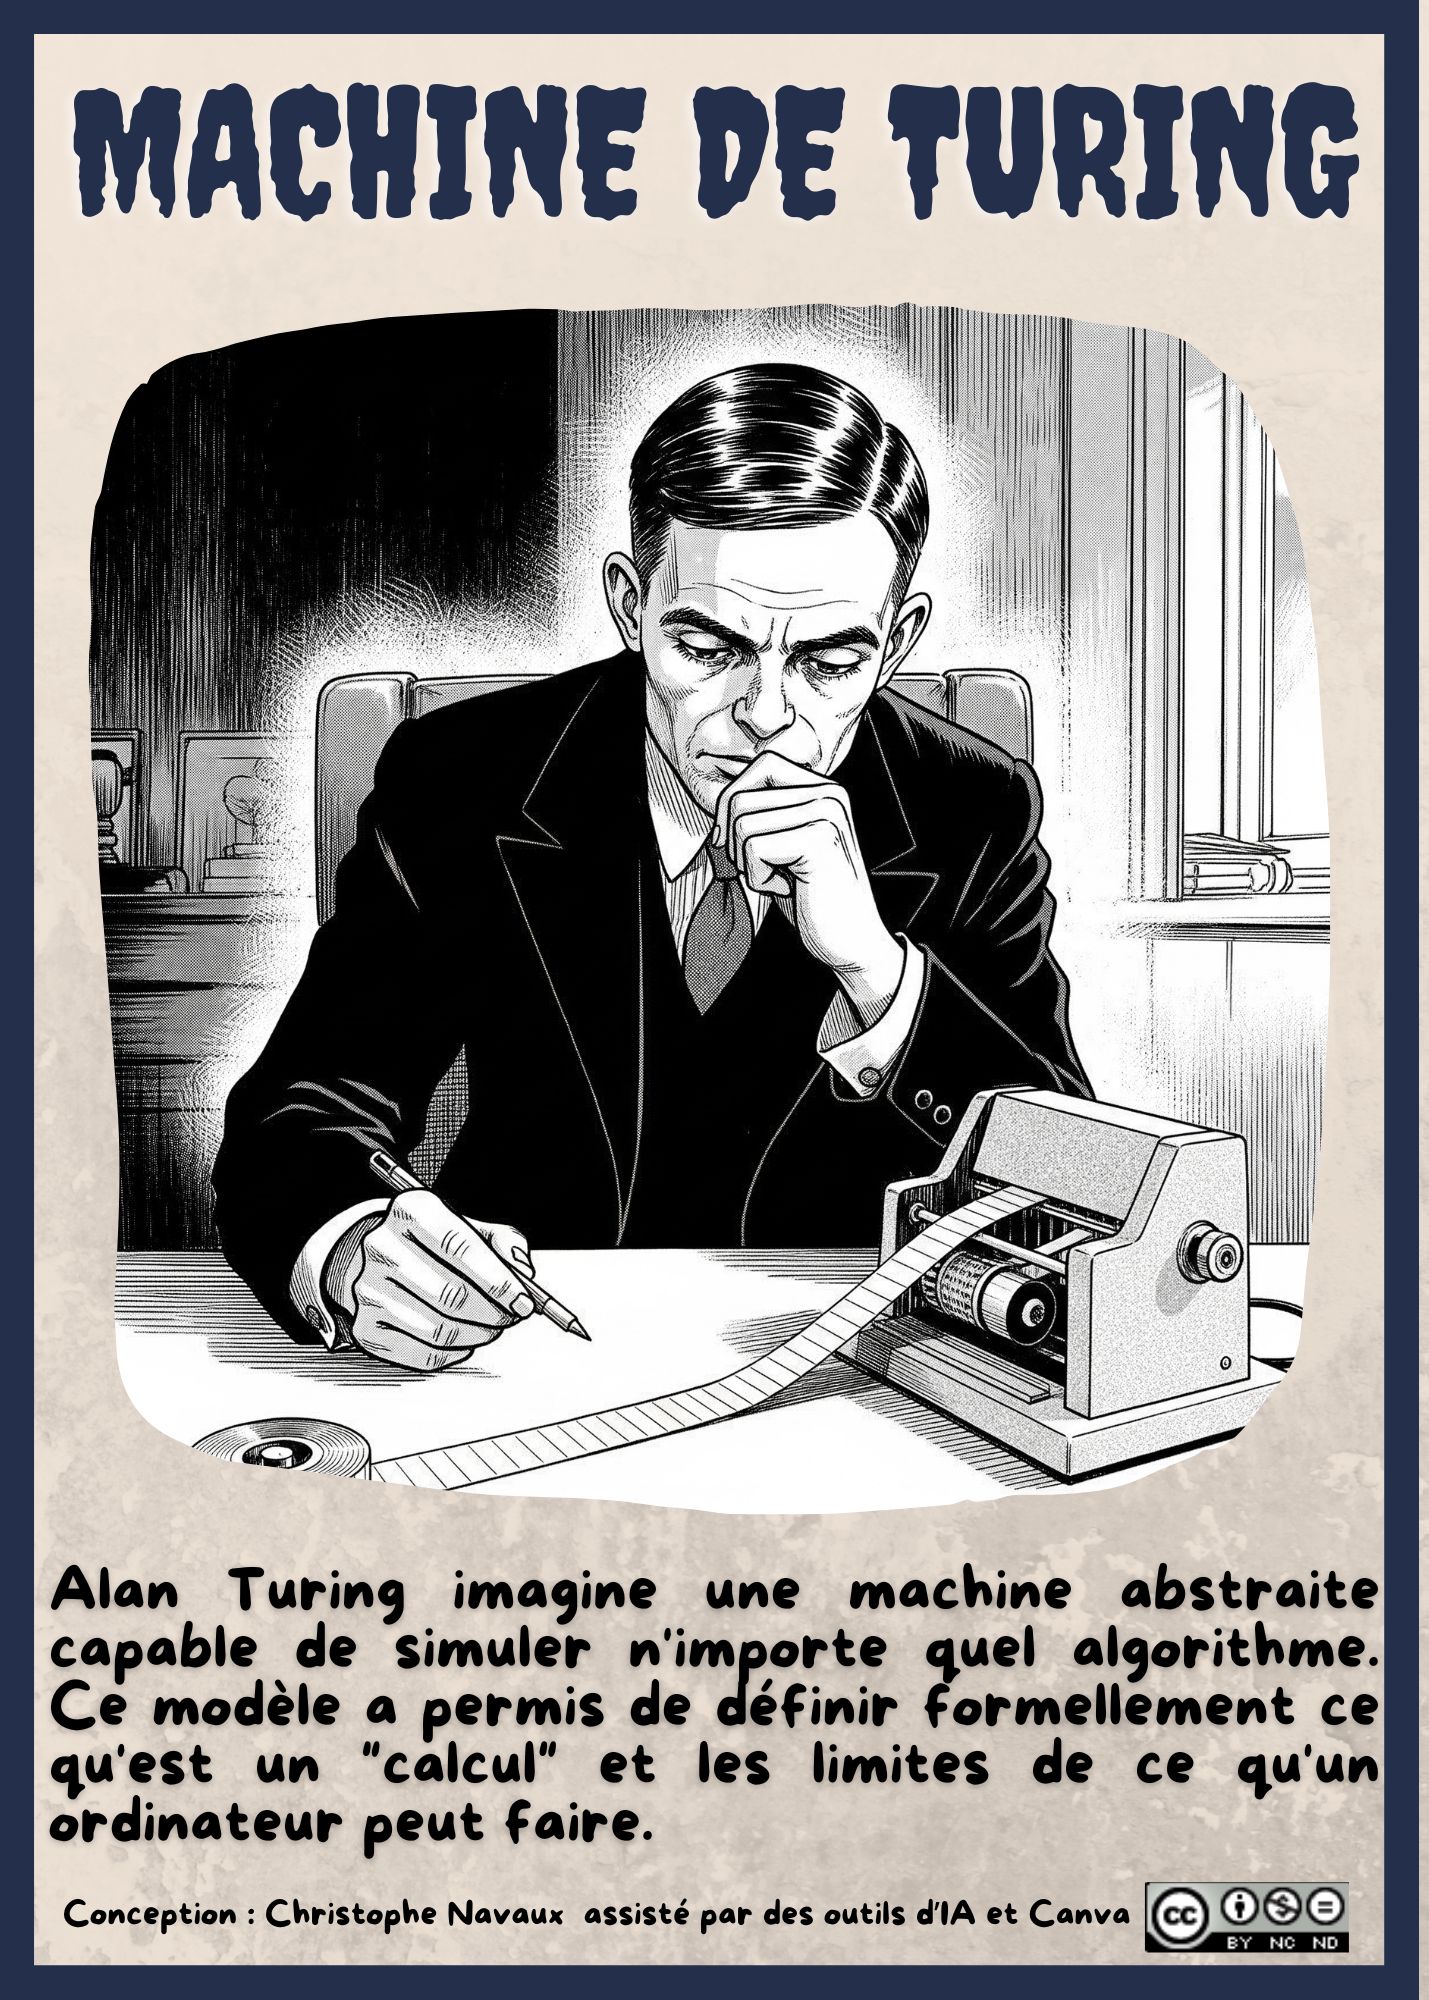 MACHINE DE TURING
Alan Turing imagine une machine abstraite
capable de simuler n'importe quel algorithme.
Ce modèle a permis de définir formellement ce
qu'est un "calcul" et les limites de ce qu'un
ordinateur peut faire.
Conception : Christophe Navaux assisté par des outils d'IA et Canva
cc
BY NC ND